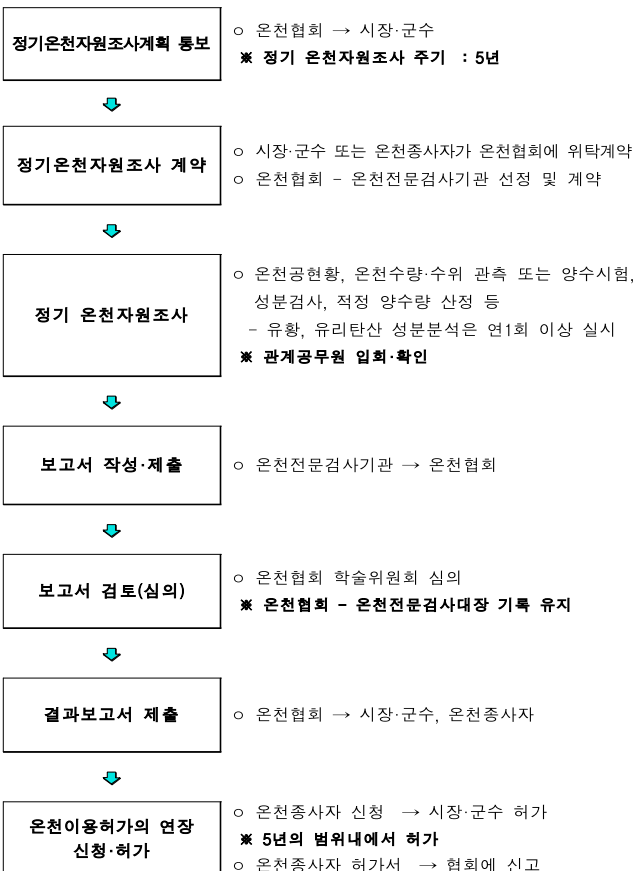 정기온천자원조사계획 통보
○ 온천협회 → 시장·군수
※ 정기 온천자원조사 주기 : 5년
정기온천자원조사 계약
○ 시장·군수 또는 온천종사자가 온천협회에 위탁계약
○ 온천협회 - 온천전문검사기관 선정 및 계약
정기 온천자원조사
○ 온천공현황, 온천수량·수위 관측 또는 양수시험,
성분검사, 적정 양수량 산정 등
- 유황, 유리탄산 성분분석은 연1회 이상 실시
※ 관계공무원 입회·확인
보고서 작성·제출
○ 온천전문검사기관 → 온천협회
보고서 검토(심의)
○ 온천협회 학술위원회 심의
※ 온천협회 - 온천전문검사대장 기록 유지
결과보고서 제출
○ 온천협회 → 시장·군수, 온천종사자
온천이용허가의 연장
신청·허가
○ 온천종사자 신청 → 시장·군수 허가
※ 5년의 범위내에서 허가
○ 온천종사자 허가서 → 협회에 신고